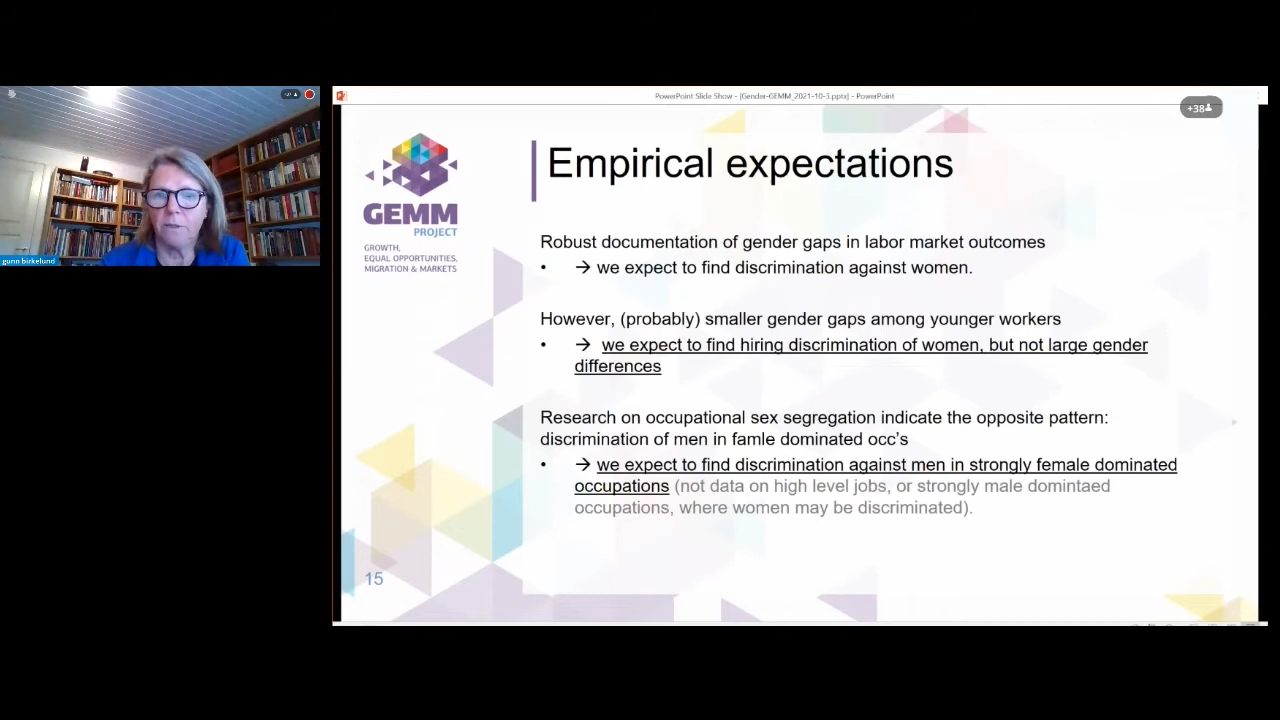 PowerPoint Slide Show - [Gender-GEMM_2021-10-3.pptx] - PowerPoint
+38
gunn birkelund
GEMM
PROJECT
GROWTH,
EQUAL OPPORTUNITIES,
MIGRATION & MARKETS
Empirical expectations
Robust documentation of gender gaps in labor market outcomes
• → we expect to find discrimination against women.
However, (probably) smaller gender gaps among younger workers
• → we expect to find hiring discrimination of women, but not large gender
differences
Research on occupational sex segregation indicate the opposite pattern:
discrimination of men in famle dominated occ's
• → we expect to find discrimination against men in strongly female dominated
occupations (not data on high level jobs, or strongly male domintaed
occupations, where women may be discriminated).
15